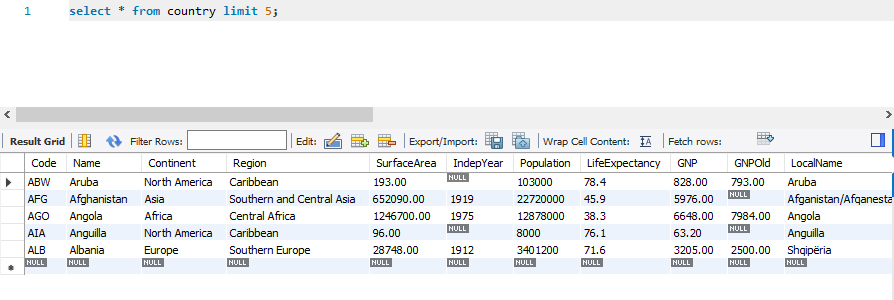 1 select * from country limit 5;
Result Grid Filter Rows: Edit: Export/Import: Wrap Cell Content: Fetch rows:
Code Name Continent Region SurfaceArea IndepYear Population LifeExpectancy GNP GNPOld LocalName
ABW Aruba North America Caribbean 193.00 NULL 103000 78.4 828.00 793.00 Aruba
AFG Afghanistan Asia Southern and Central Asia 652090.00 1919 22720000 45.9 5976.00 NULL Afganistan/Afqanesta
AGO Angola Africa Central Africa 1246700.00 1975 12878000 38.3 6648.00 7984.00 Angola
AIA Anguilla North America Caribbean 96.00 NULL 8000 76.1 63.20 NULL Anguilla
ALB Albania Europe Southern Europe 28748.00 1912 3401200 71.6 3205.00 2500.00 Shqipëria
NULL NULL NULL NULL NULL NULL NULL NULL NULL NULL NULL